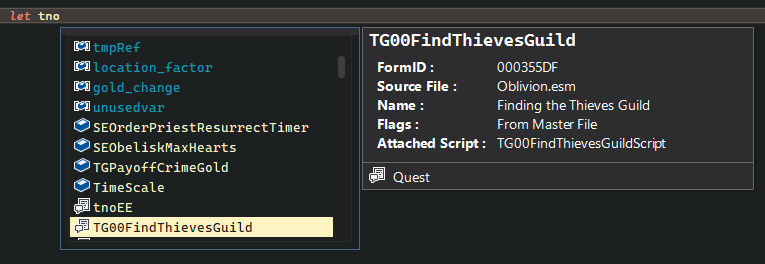 let tno
tmpRef
location_factor
gold_change
unusedvar
SEOrderPriestResurrectTimer
SEObeliskMaxHearts
TGPayoffCrimeGold
TimeScale
tnoEE
TG00FindThievesGuild
TG00FindThievesGuild
FormID : 000355DF
Source File : Oblivion.esm
Name : Finding the Thieves Guild
Flags : From Master File
Attached Script : TG00FindThievesGuildScript
Quest